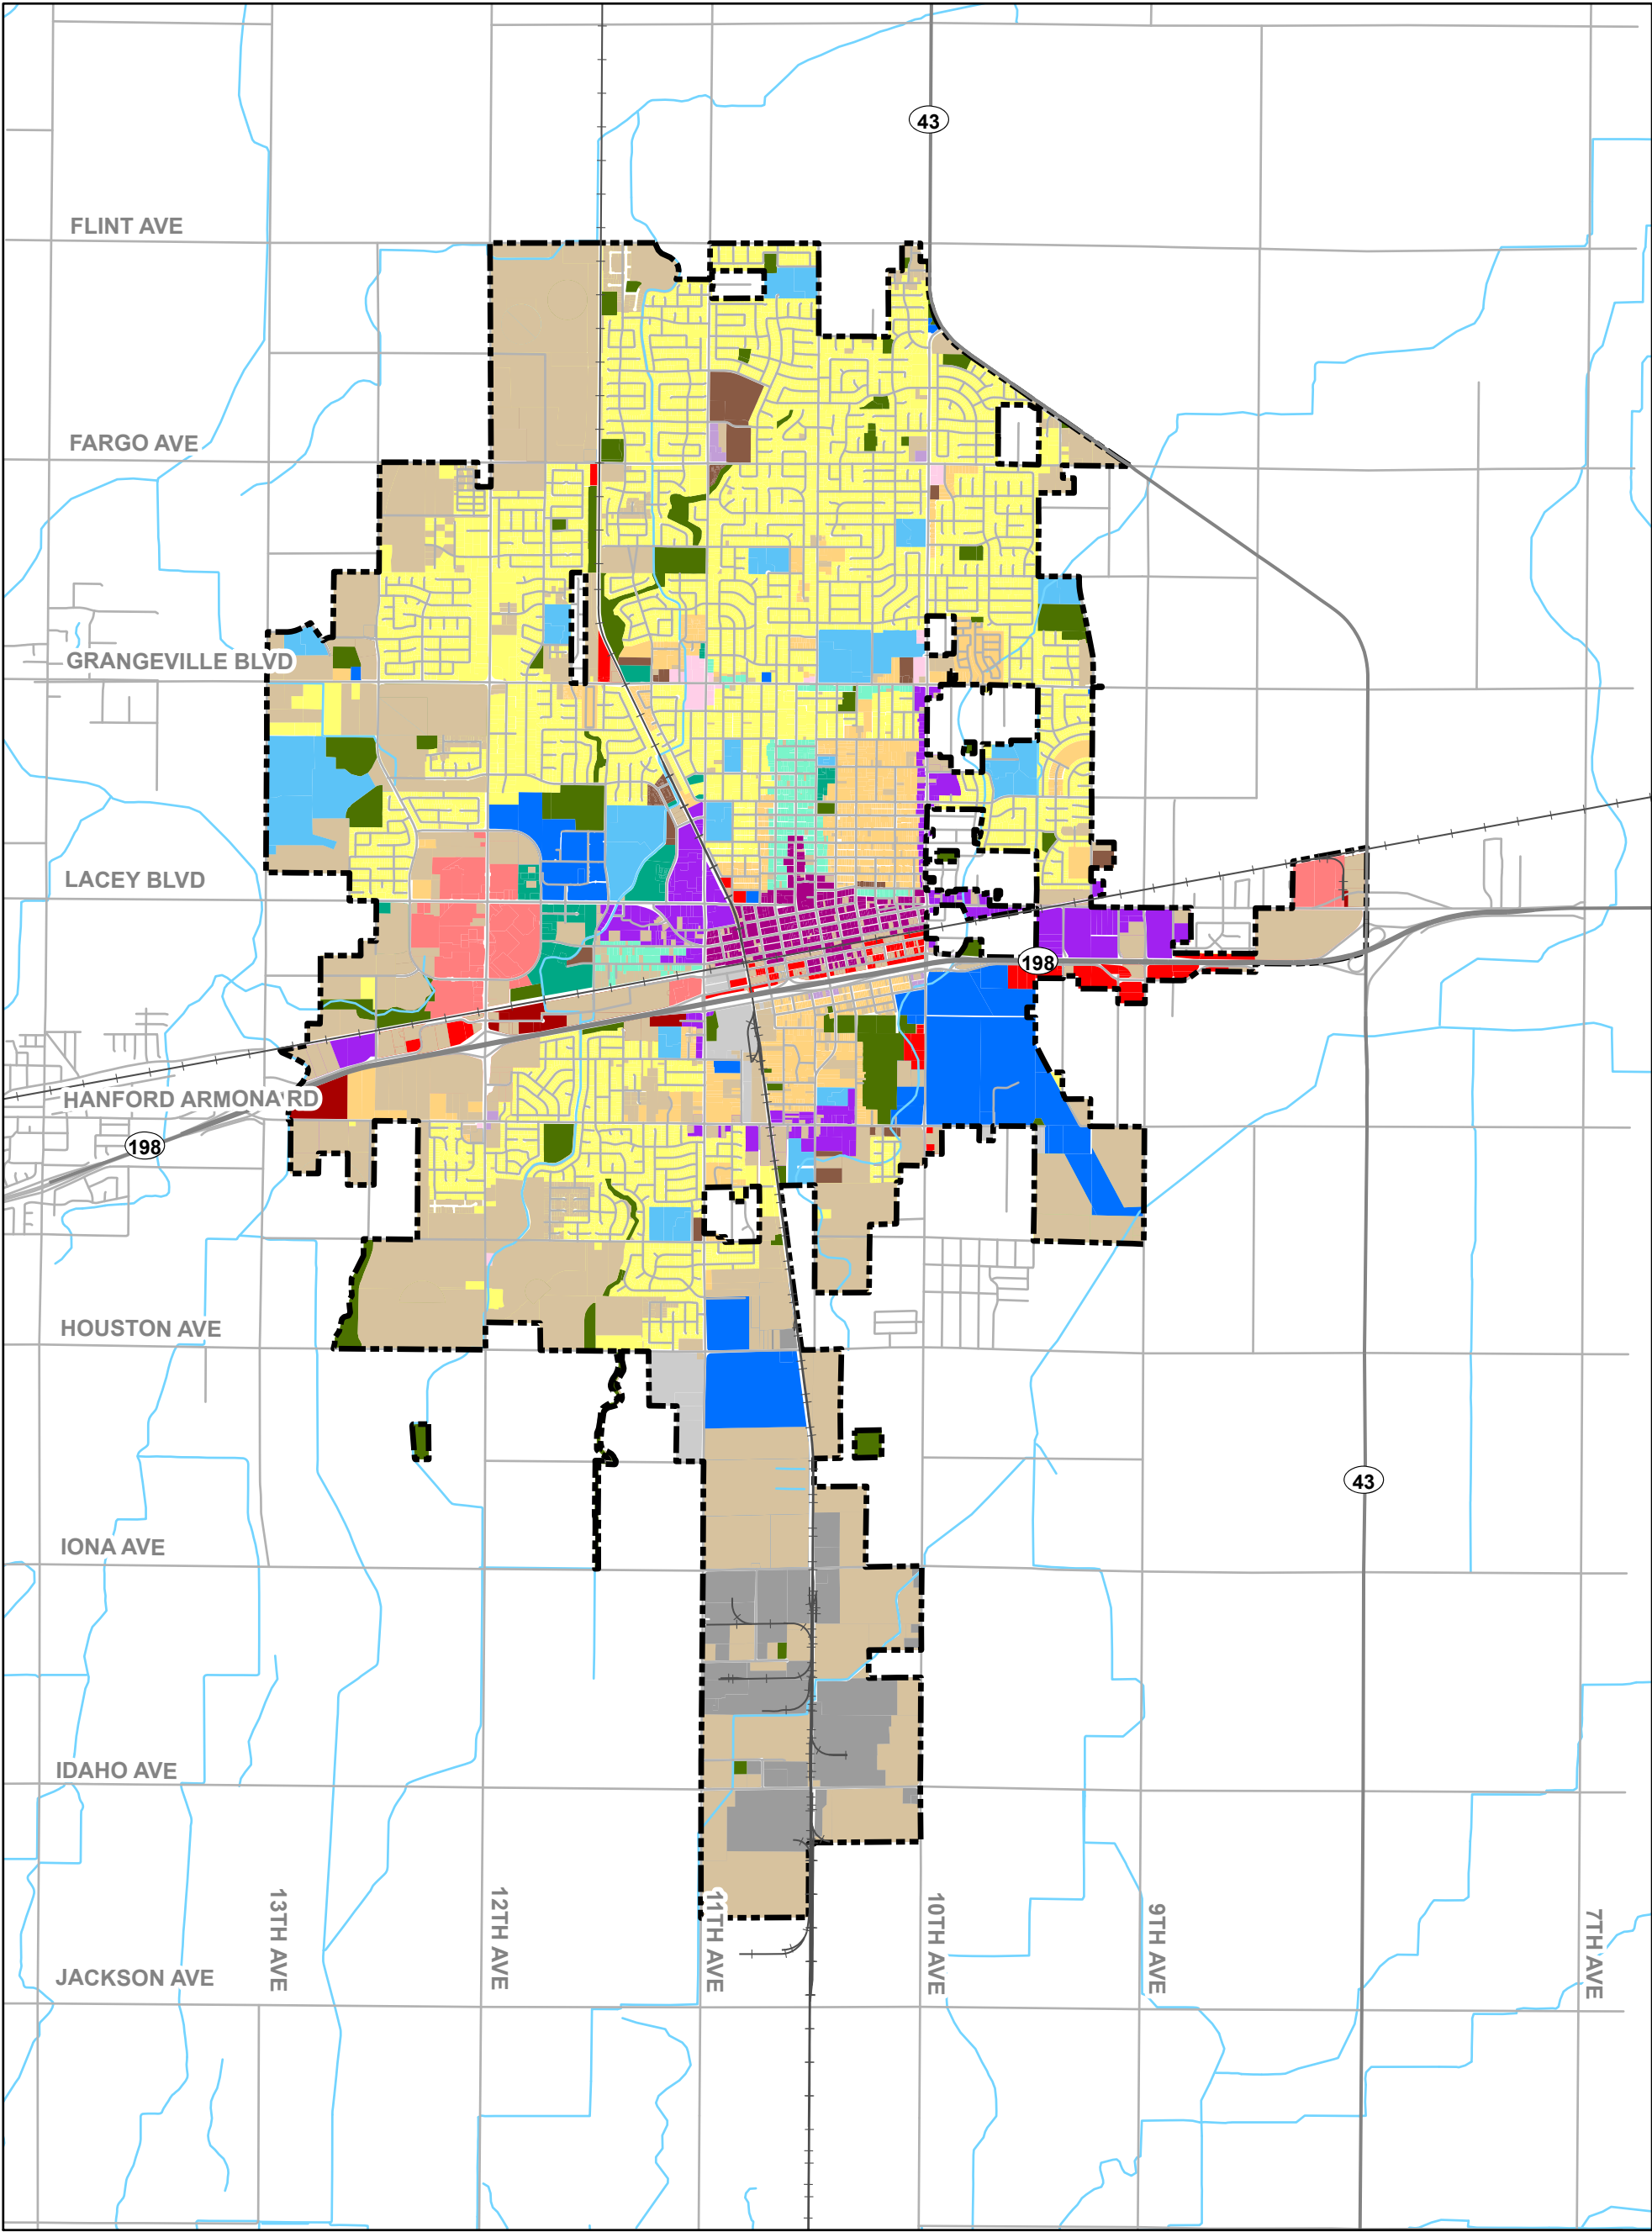 43
FLINT AVE
FARGO AVE
GRANGEVILLE BLVD
LACEY BLVD
198
HANFORD ARMONA RD
198
HOUSTON AVE
43
IONA AVE
IDAHO AVE
13TH AVE
12TH AVE
11TH AVE
10TH AVE
9TH AVE
7TH AVE
JACKSON AVE